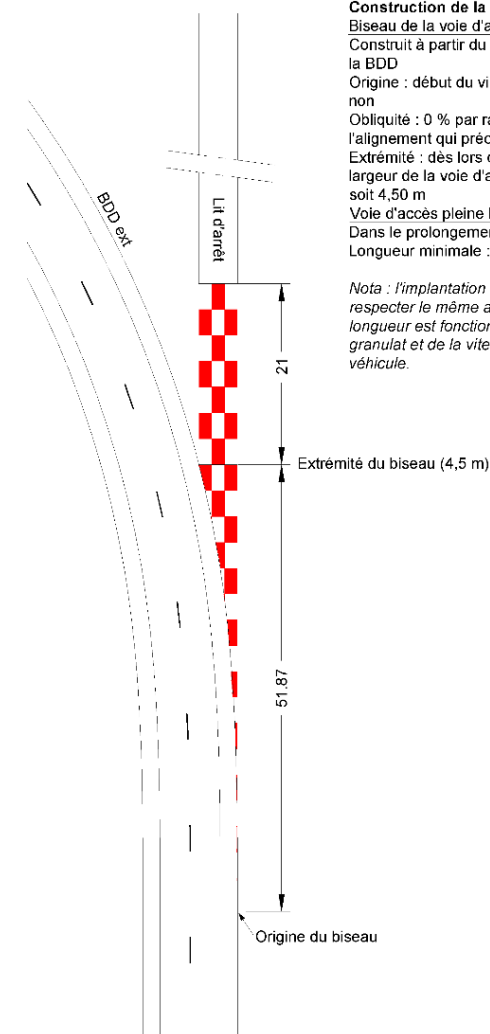 Construction de la
Biseau de la voie d'a
Construit à partir du
la BDD
Origine : début du vi
non
Obliquité : 0 % par ra
l'alignement qui préc
Extrémité : dès lors
largeur de la voie d'a
soit 4,50 m
Voie d'accès pleine l
Dans le prolongemen
Longueur minimale :
Nota : l'implantation
respecter le même a
longueur est fonction
granulat et de la vite
véhicule.
BDD ext
Lit d'arrêt
21
Extrémité du biseau (4,5 m)
51.87
Origine du biseau